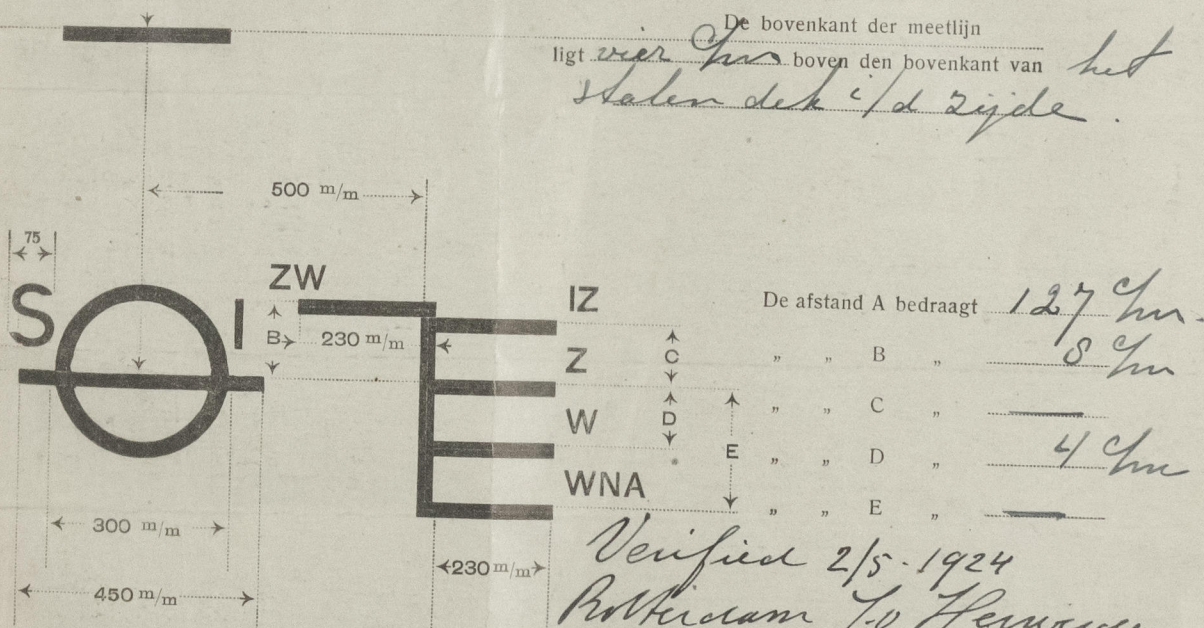 De bovenkant der meetlijn
ligt vier c/m boven den bovenkant van het
stalen dek i/d zijde.
500 m/m
75
S I
ZW
B
230 m/m
IZ
Z
W
WNA
C
D
E
De afstand A bedraagt 127 c/m.
„ „ B „ 8 c/m
„ „ C „ —
„ „ D „ 4 c/m
„ „ E „ —
300 m/m
450 m/m
230 m/m
Verified 2/5-1924
Rotterdam